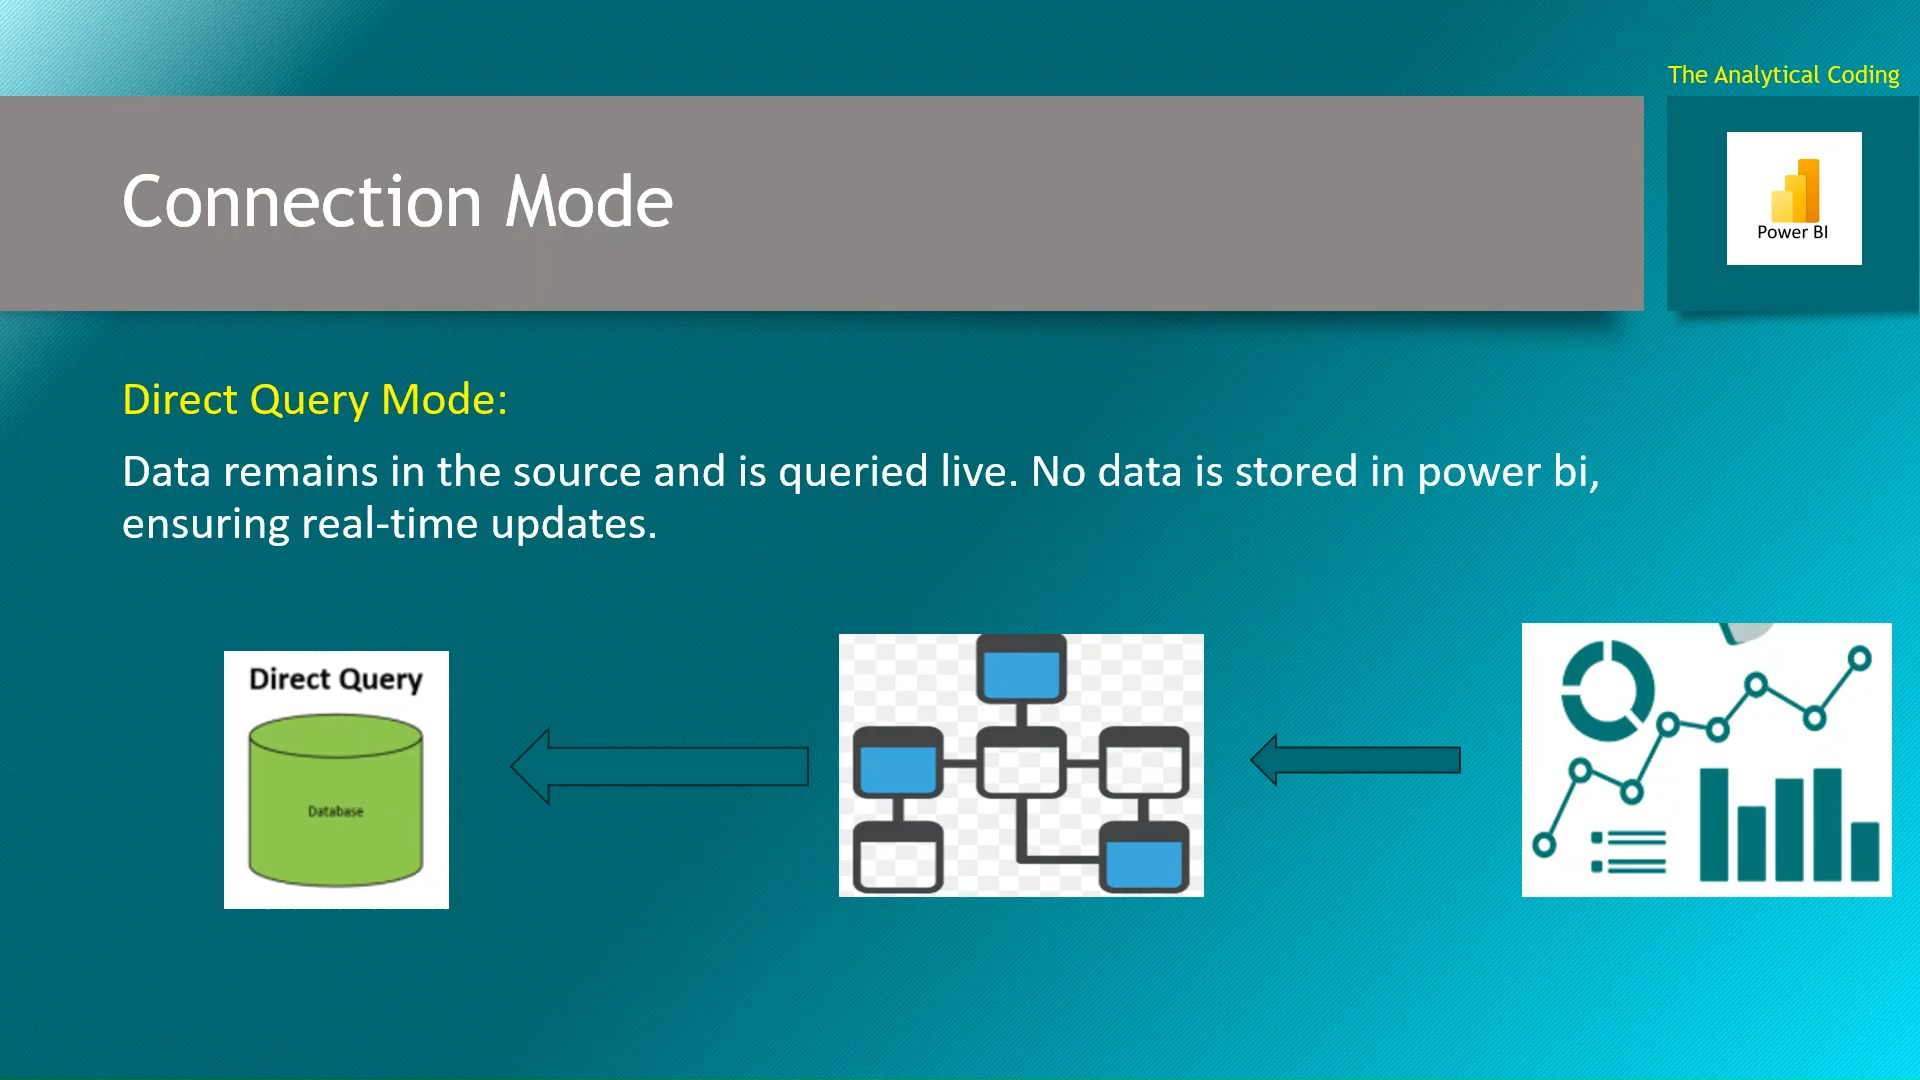 The Analytical Coding
Connection Mode
Power BI
Direct Query Mode:
Data remains in the source and is queried live. No data is stored in power bi,
ensuring real-time updates.
Direct Query
Database